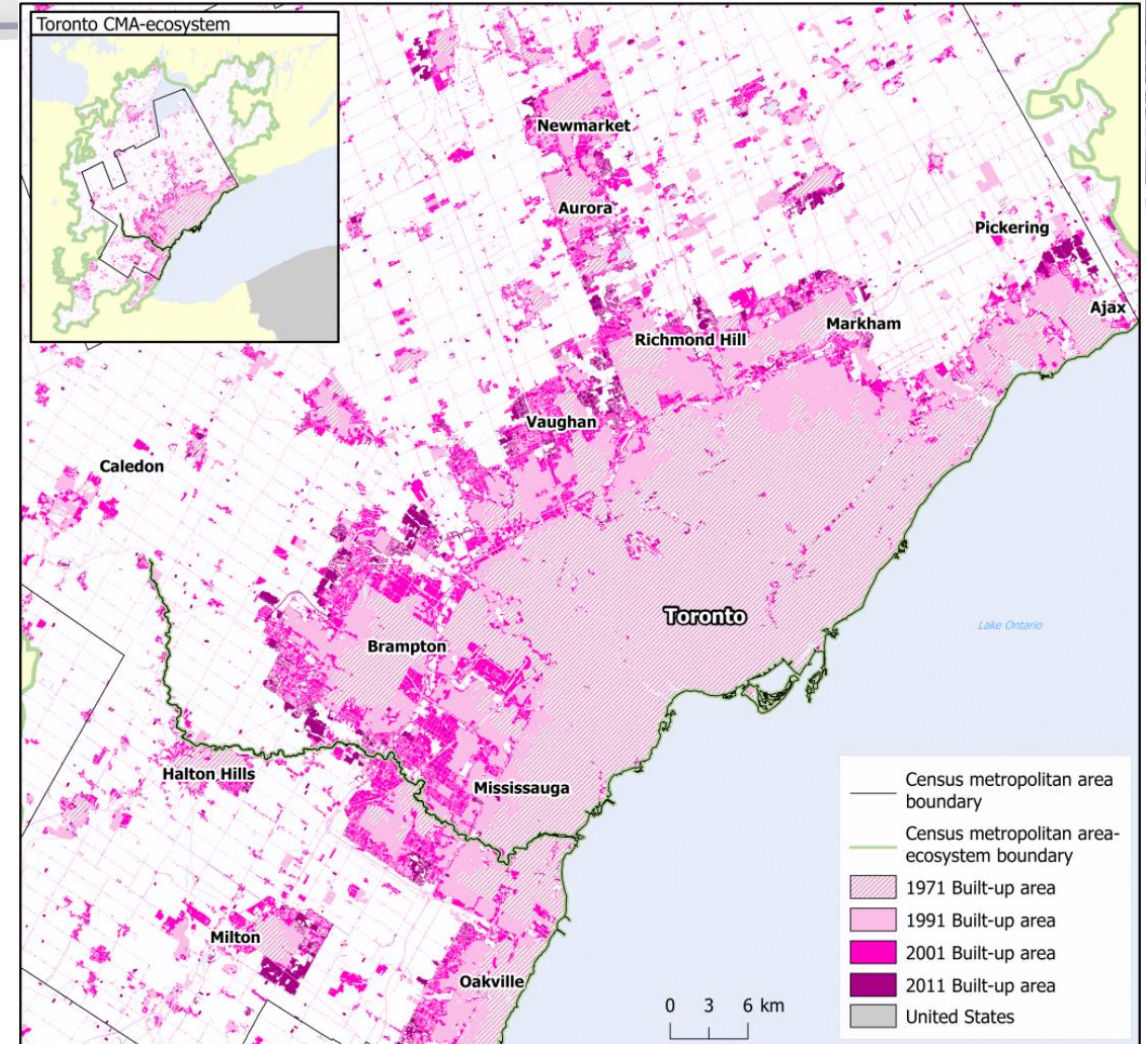 Toronto CMA-ecosystem
Newmarket
Aurora
Pickering
Ajax
Markham
Richmond Hill
Vaughan
Caledon
Toronto
Lake Ontario
Brampton
Halton Hills
Mississauga
Milton
Oakville
0 3 6 km
Census metropolitan area
boundary
Census metropolitan area-
ecosystem boundary
1971 Built-up area
1991 Built-up area
2001 Built-up area
2011 Built-up area
United States